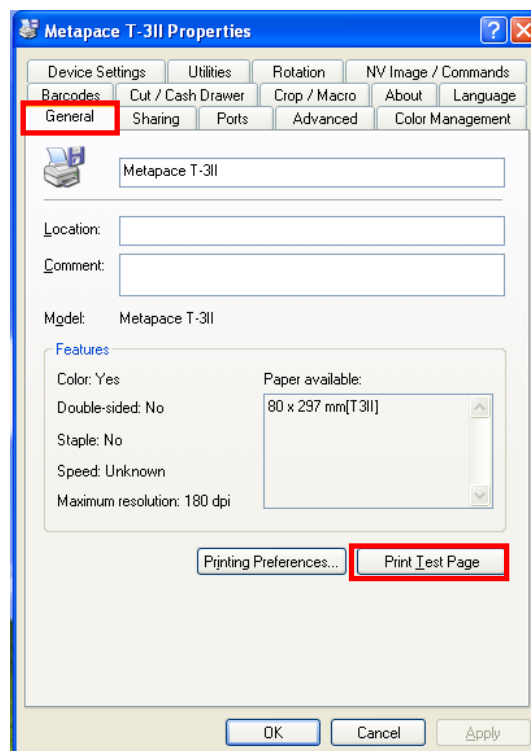 Metapace T-3II Properties
Device Settings Utilities Rotation NV Image / Commands
Barcodes Cut / Cash Drawer Crop / Macro About Language
General Sharing Ports Advanced Color Management
Metapace T-3II
Location:
Comment:
Model: Metapace T-3II
Features
Color: Yes Paper available:
Double-sided: No 80 x 297 mm[T3II]
Staple: No
Speed: Unknown
Maximum resolution: 180 dpi
Printing Preferences... Print Test Page
OK Cancel Apply